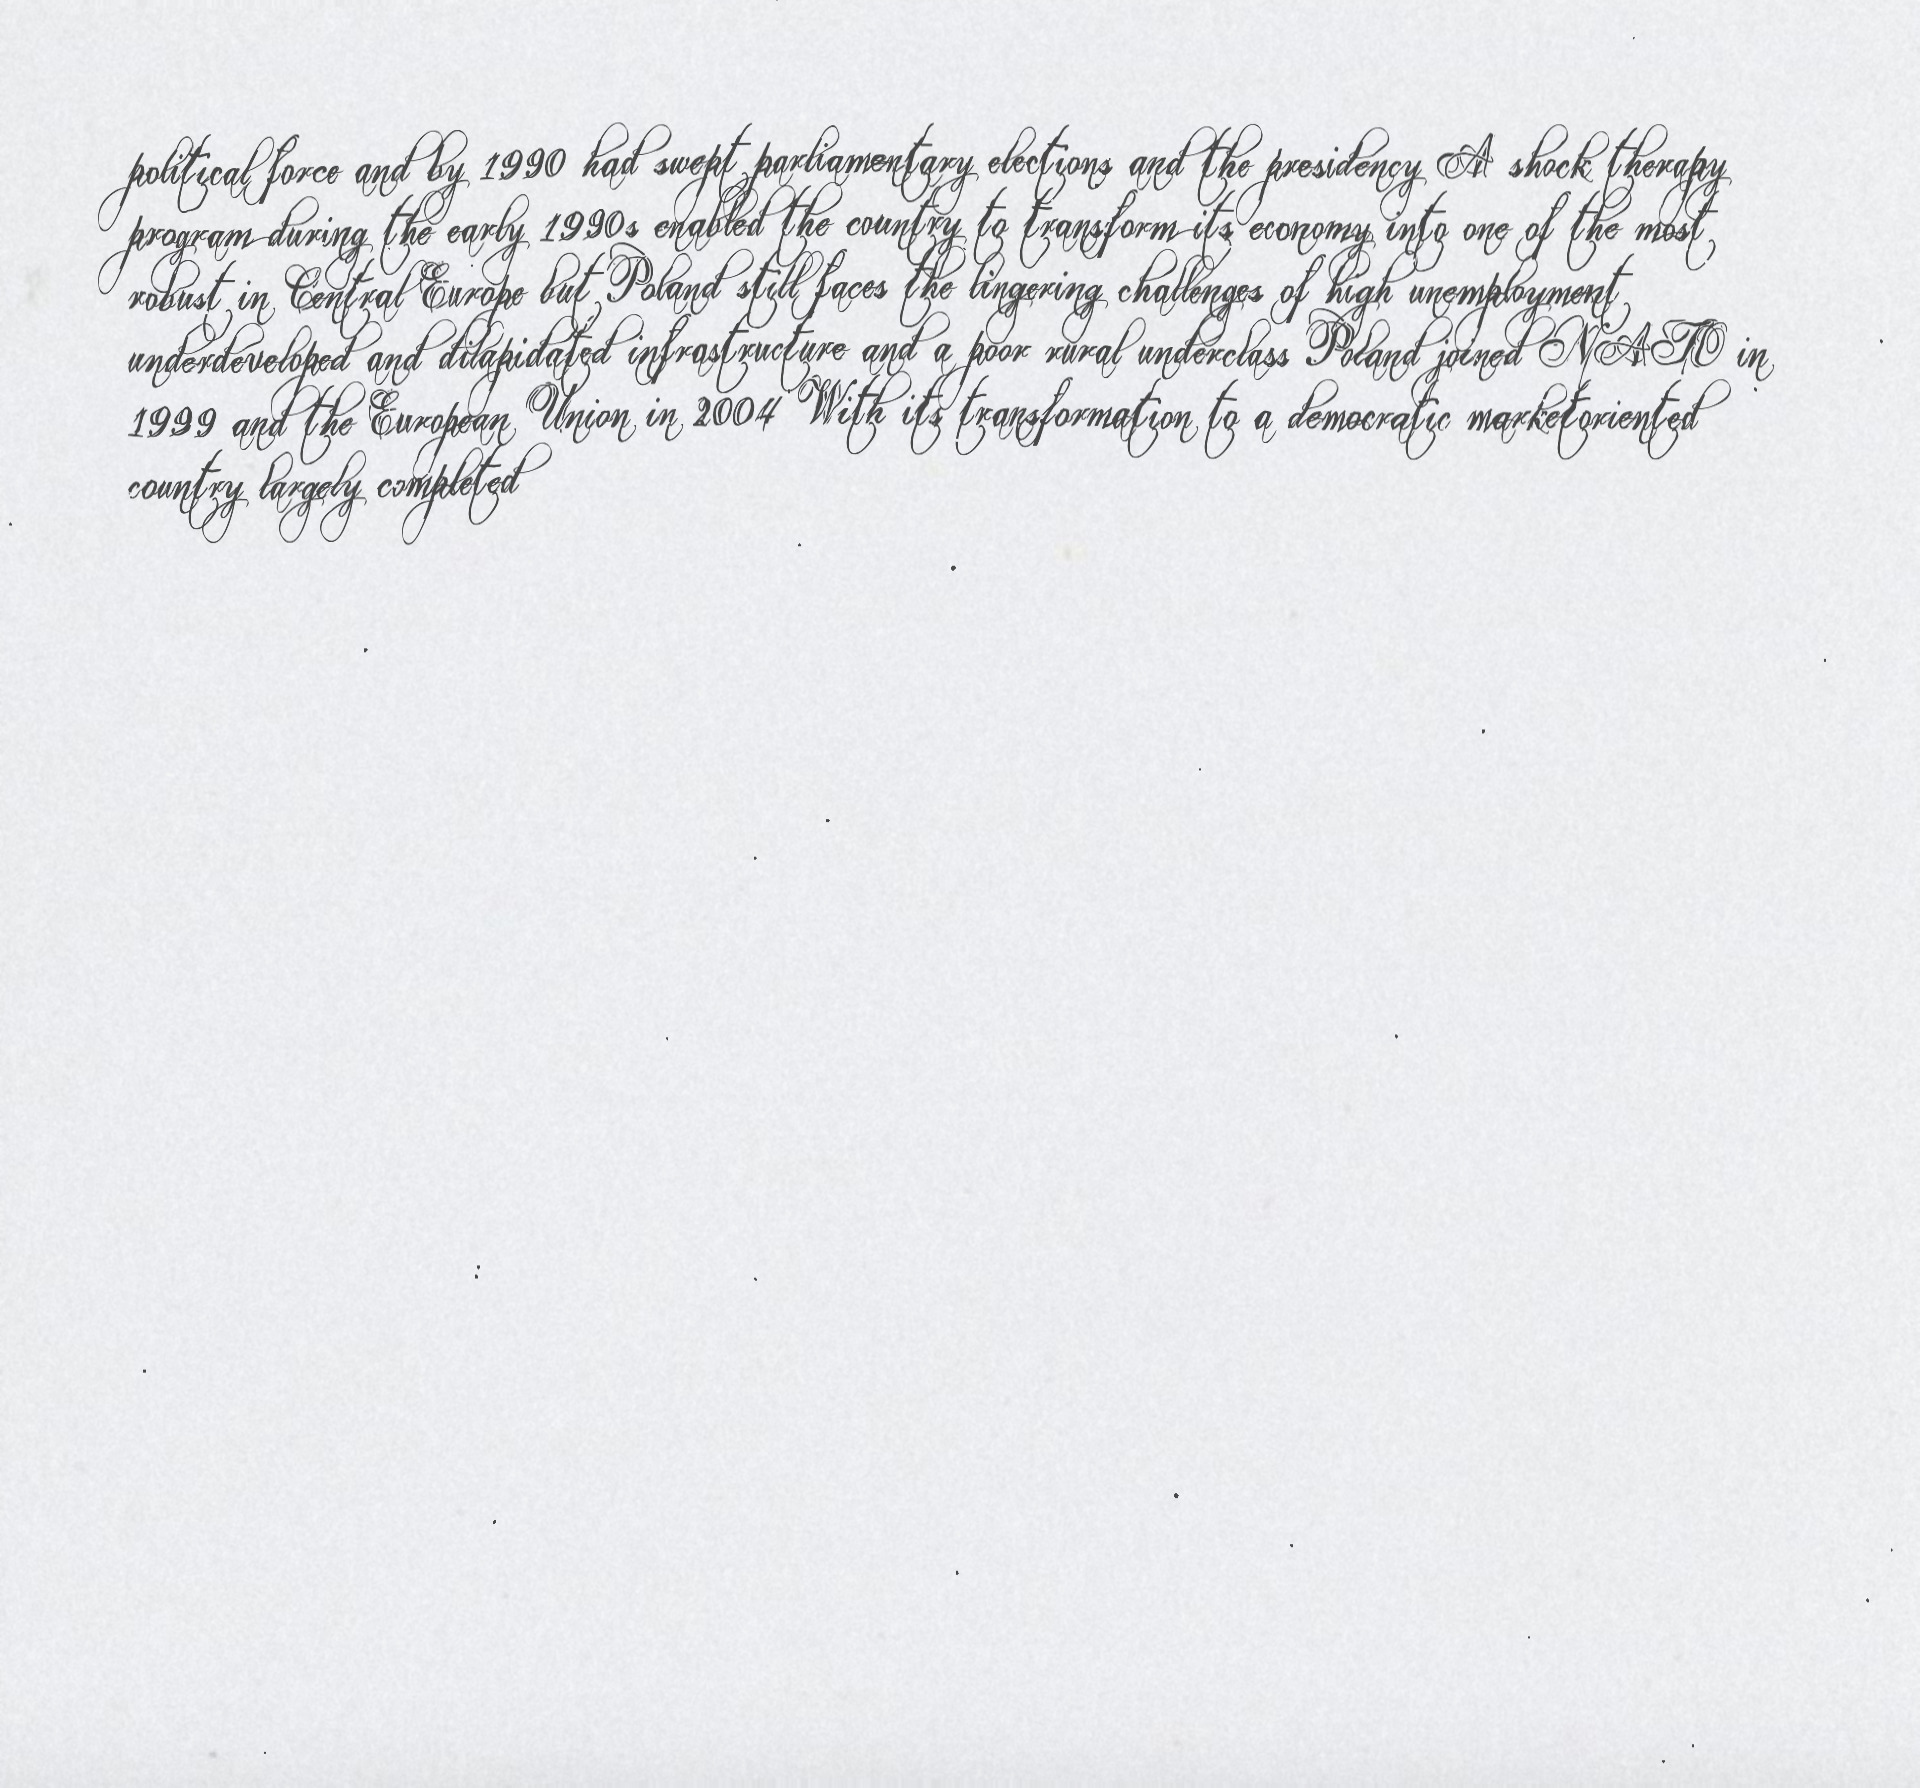 political force and by 1990 had swept parliamentary elections and the presidency A shock therapy
program during the early 1990s enabled the country to transform its economy into one of the most
robust in Central Europe but Poland still faces the lingering challenges of high unemployment
underdeveloped and dilapidated infrastructure and a poor rural underclass Poland joined NATO in
1999 and the European Union in 2004 With its transformation to a democratic marketoriented
country largely completed